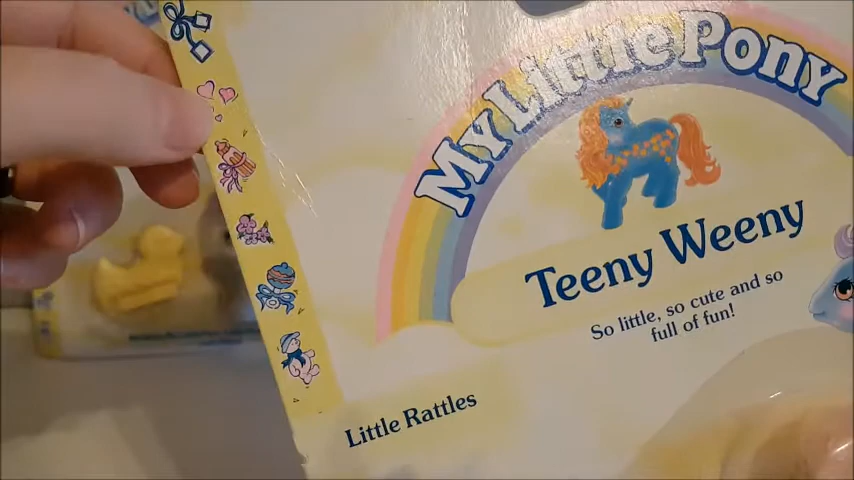 My Little Pony
Teeny Weeny
So little, so cute and so
full of fun!
Little Rattles